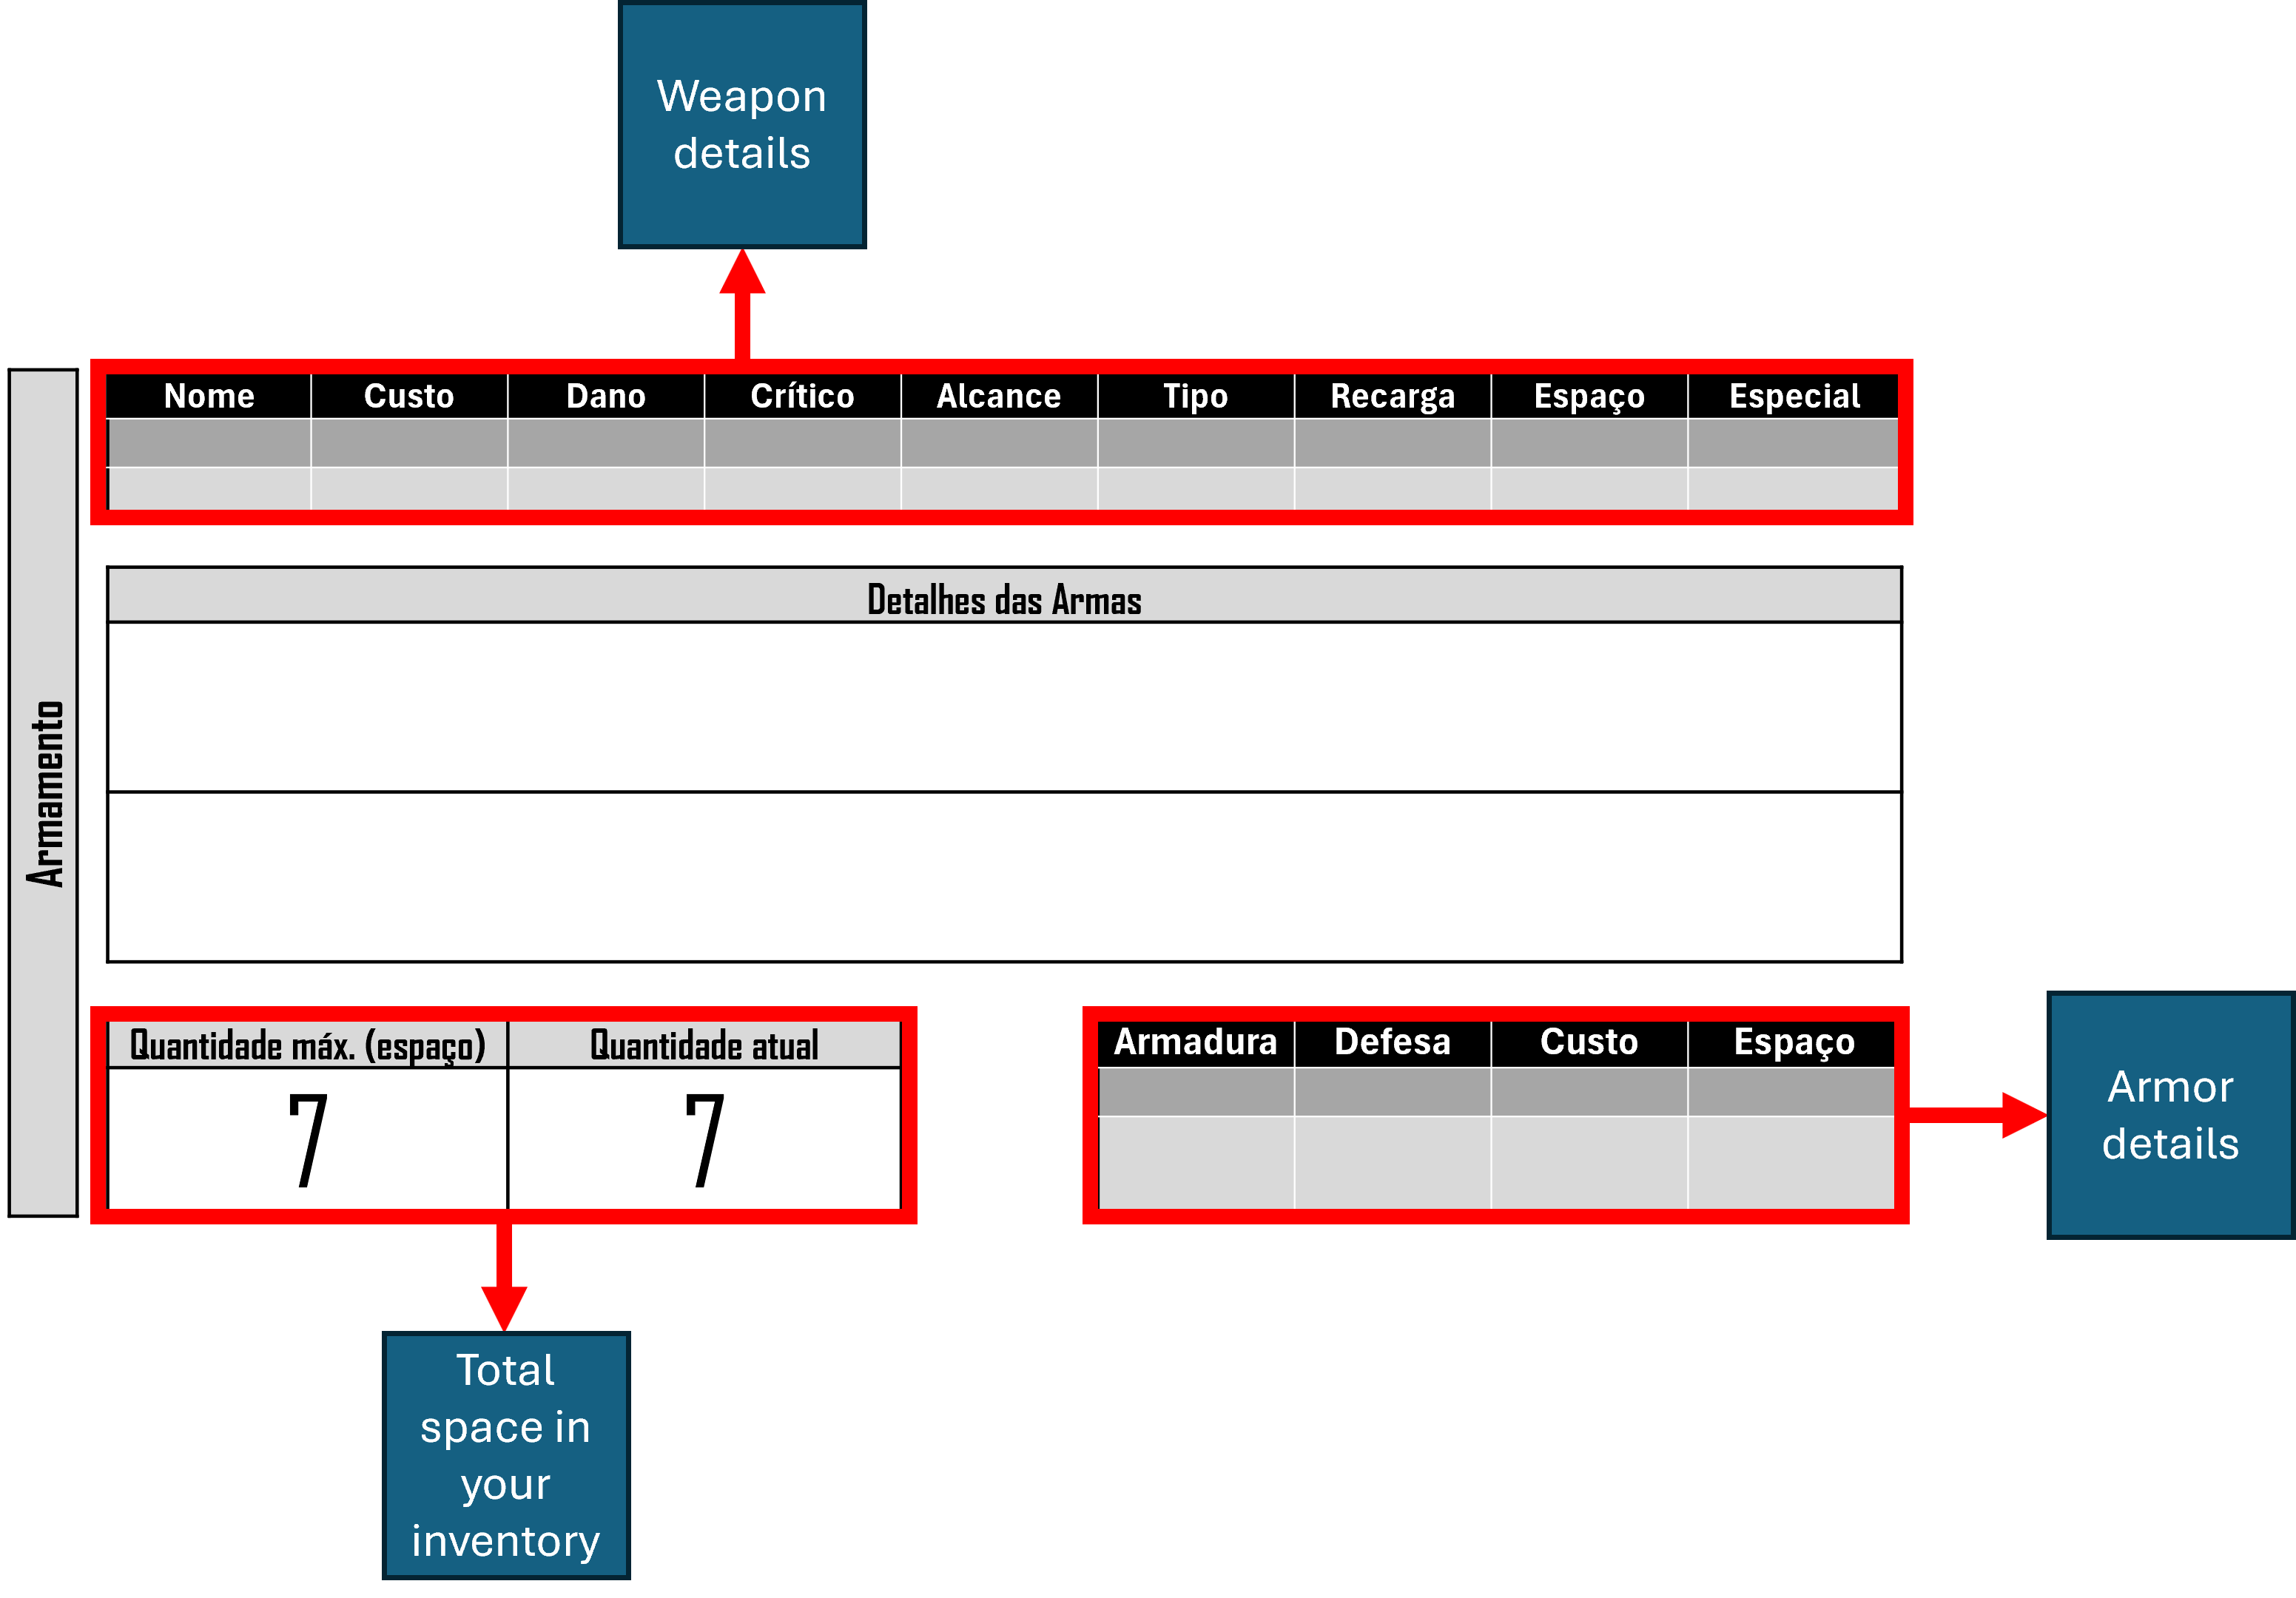 Weapon
details
Armamento
Nome Custo Dano Crítico Alcance Tipo Recarga Espaço Especial
Detalhes das Armas
Quantidade máx. (espaço) Quantidade atual
7 7
Armadura Defesa Custo Espaço
Armor
details
Total
space in
your
inventory